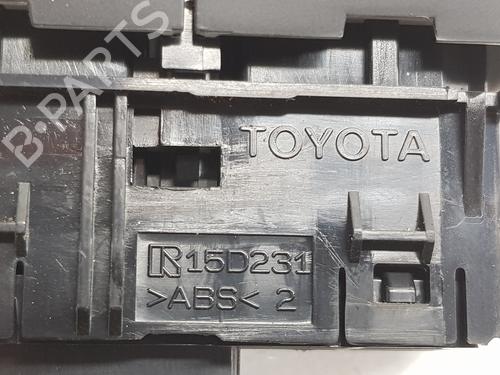 B-PARTS
TOYOTA
R 15D231
>ABS< 2